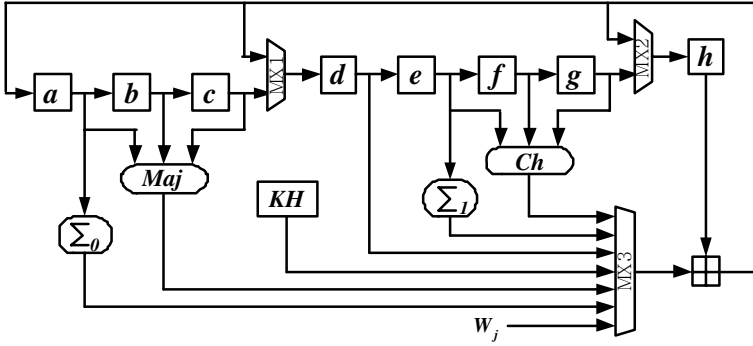 a b c MX1 d e f g MX2 h
Maj Ch
KH ∑1
∑0 MX3
Wj